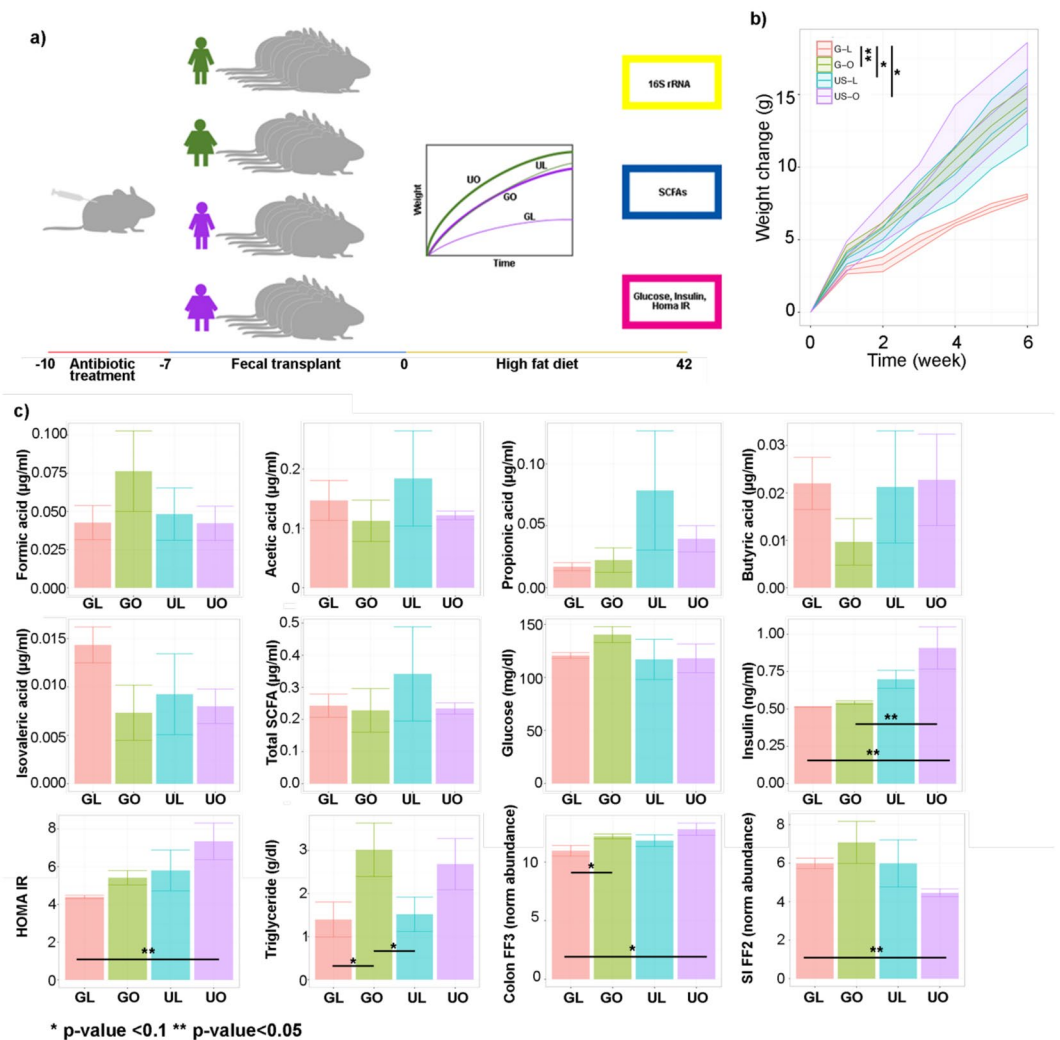 a)
16S rRNA
SCFAs
Glucose, Insulin,
Homa IR
Weight
UO
UL
GO
GL
Time
-10 Antibiotic treatment -7 Fecal transplant 0 High fat diet 42
b)
G-L
G-O
US-L
US-O
** * *
Weight change (g)
15
10
5
0
0 2 4 6
Time (week)
c)
Formic acid (µg/ml)
0.100
0.075
0.050
0.025
0.000
GL GO UL UO
Acetic acid (µg/ml)
0.2
0.1
0
GL GO UL UO
Propionic acid (µg/ml)
0.10
0.05
0.00
GL GO UL UO
Butyric acid (µg/ml)
0.03
0.02
0.01
0.00
GL GO UL UO
Isovaleric acid (µg/ml)
0.015
0.010
0.005
0.000
GL GO UL UO
Total SCFA (µg/ml)
0.5
0.4
0.3
0.2
0.1
0.0
GL GO UL UO
Glucose (mg/dl)
150
100
50
0
GL GO UL UO
Insulin (ng/ml)
1.00
0.75
0.50
0.25
0.00
**
**
GL GO UL UO
HOMA IR
8
6
4
2
0
**
GL GO UL UO
Triglyceride (g/dl)
3
2
1
0
*
*
GL GO UL UO
Colon FF3 (norm abundance)
10
5
0
*
*
GL GO UL UO
SI FF2 (norm abundance)
8
6
4
2
0
**
GL GO UL UO
* p-value <0.1 ** p-value<0.05